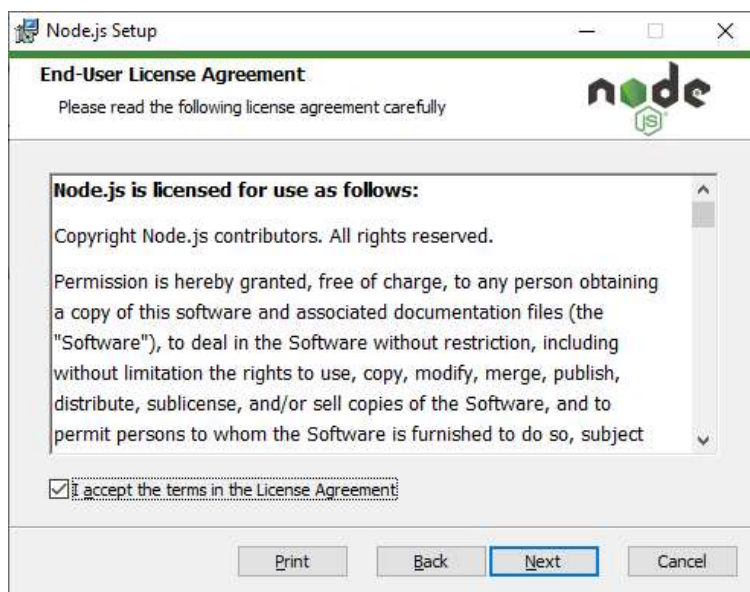 Node.js Setup
End-User License Agreement
Please read the following license agreement carefully
node
JS
Node.js is licensed for use as follows:
Copyright Node.js contributors. All rights reserved.
Permission is hereby granted, free of charge, to any person obtaining
a copy of this software and associated documentation files (the
"Software"), to deal in the Software without restriction, including
without limitation the rights to use, copy, modify, merge, publish,
distribute, sublicense, and/or sell copies of the Software, and to
permit persons to whom the Software is furnished to do so, subject
I accept the terms in the License Agreement
Print Back Next Cancel